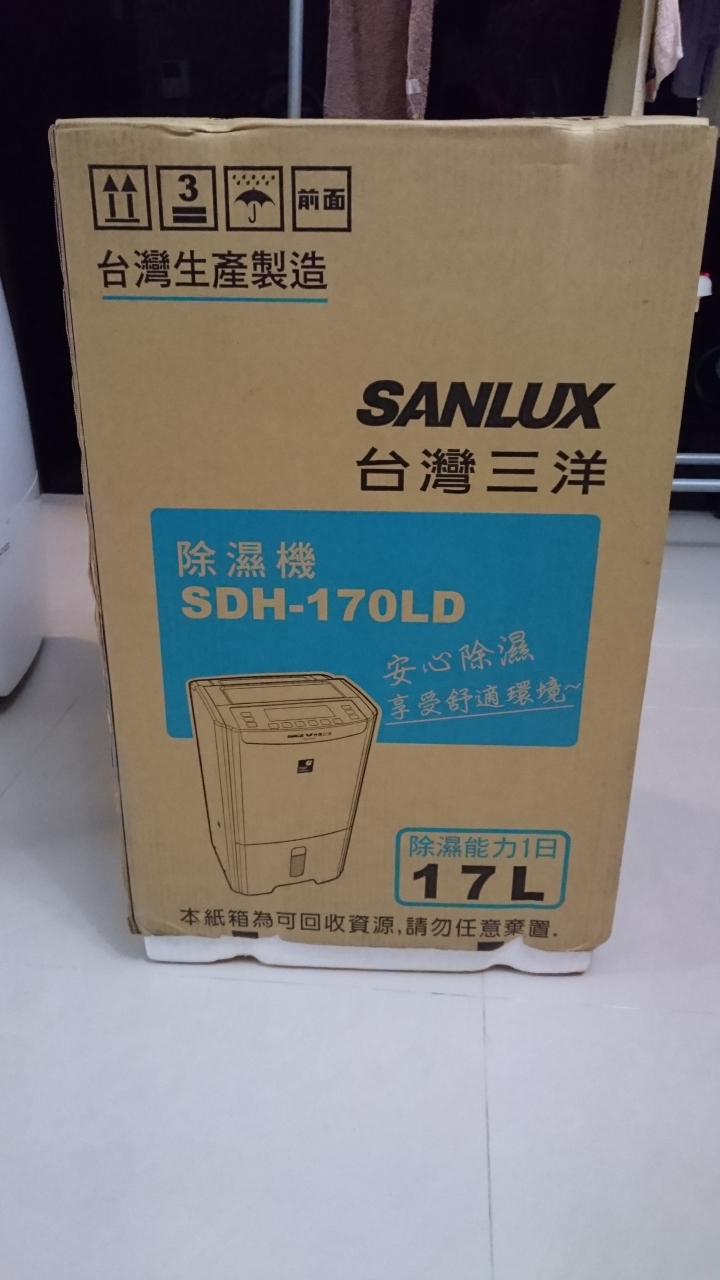 3
前面
台灣生產製造
SANLUX
台灣三洋
除濕機
SDH-170LD
安心除濕
享受舒適環境~
除濕能力1日
17L
本紙箱為可回收資源,請勿任意棄置.